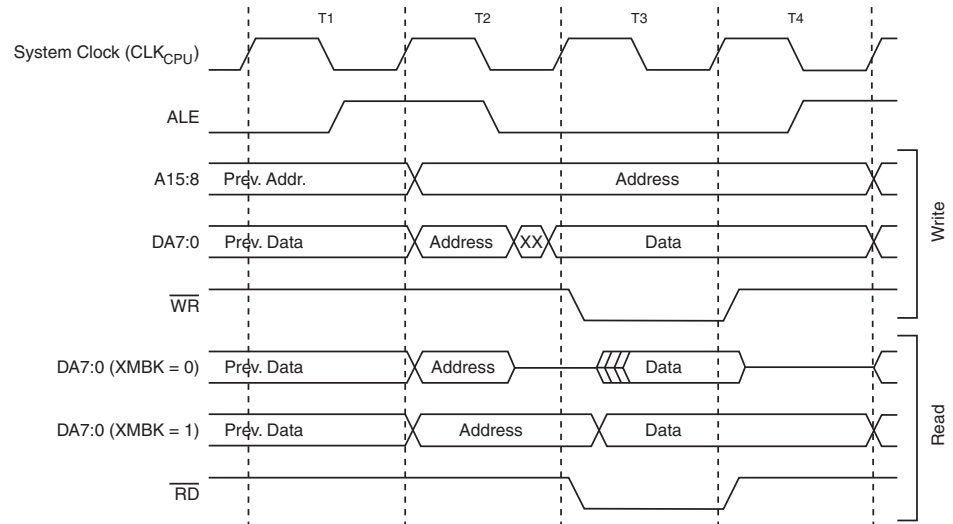 T1 T2 T3 T4
System Clock (CLKCPU)
ALE
A15:8 Prev. Addr. Address
DA7:0 Prev. Data Address XX Data
WR
Write
DA7:0 (XMBK = 0) Prev. Data Address Data
DA7:0 (XMBK = 1) Prev. Data Address Data
RD
Read